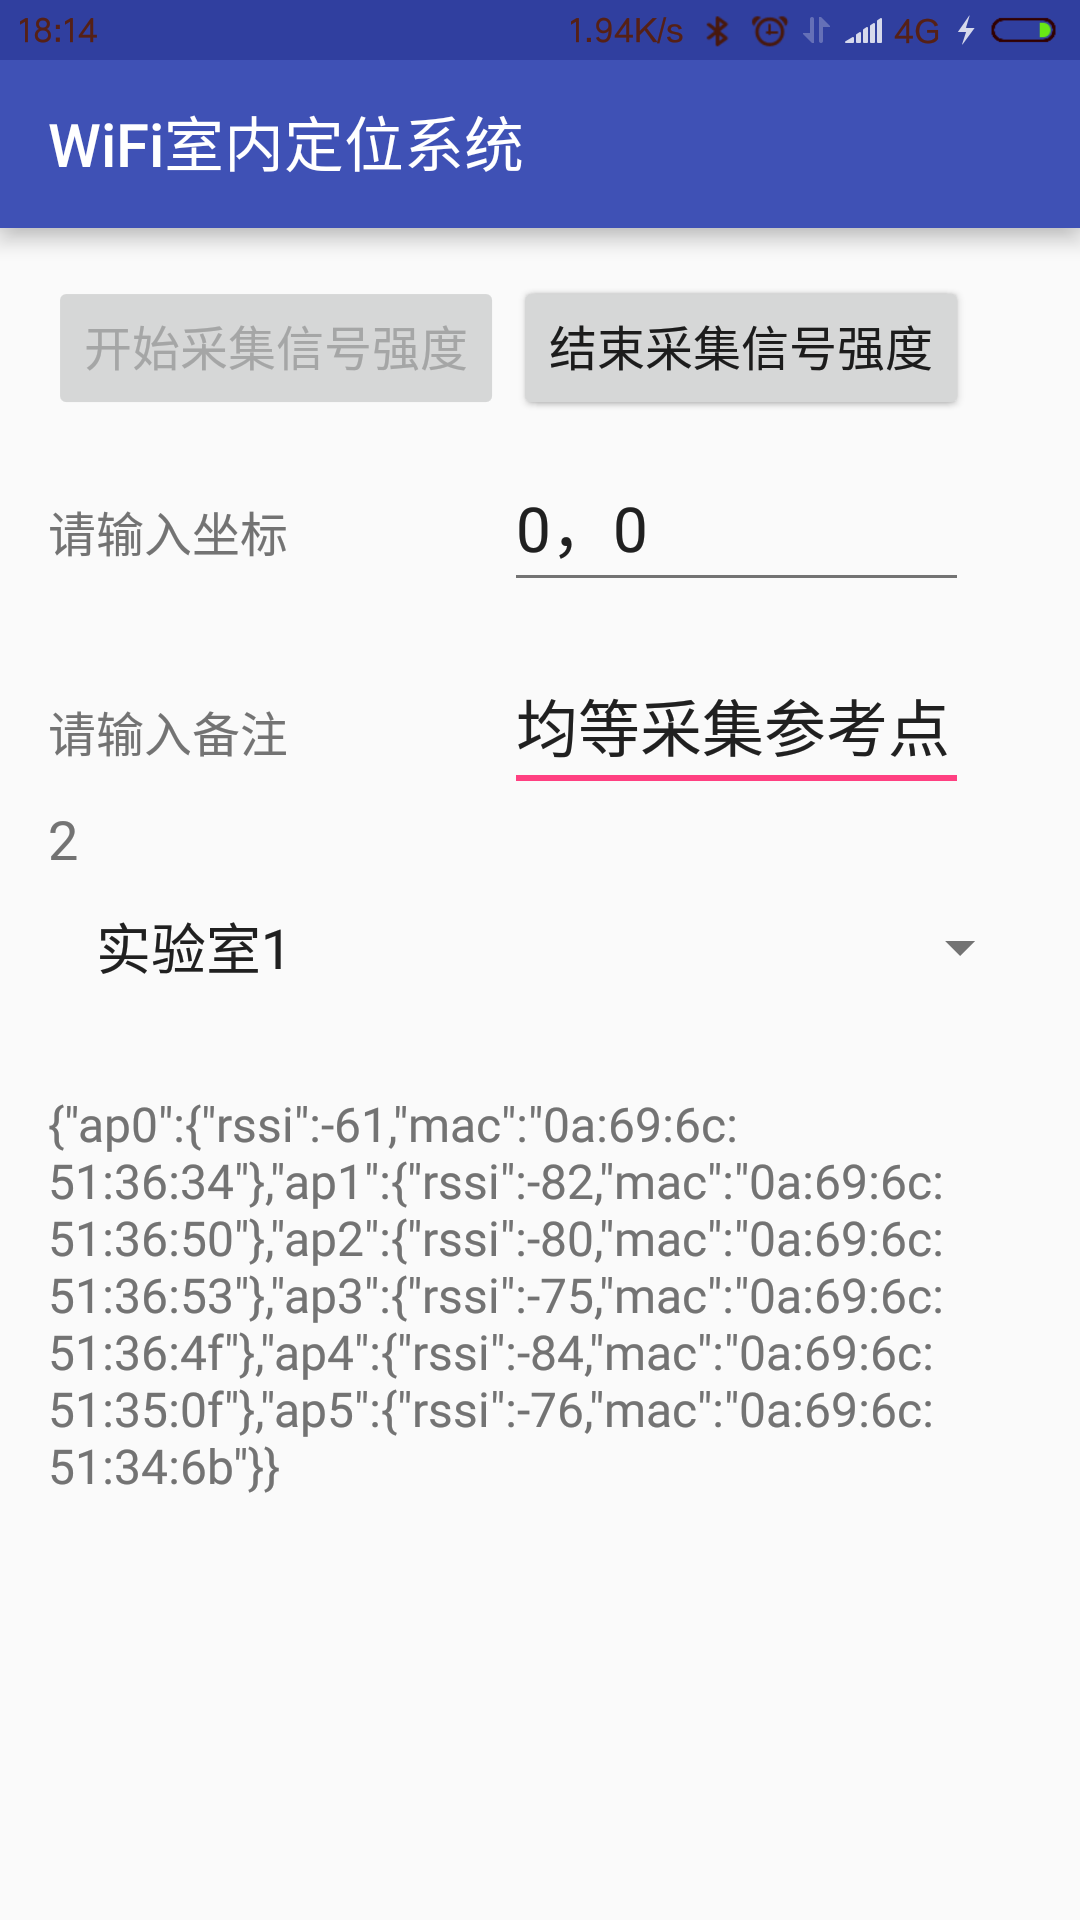 18:14 1.94K/s 4G
WiFi室内定位系统
开始采集信号强度 结束采集信号强度
请输入坐标 0，0
请输入备注 均等采集参考点
2
实验室1
{"ap0":{"rssi":-61,"mac":"0a:69:6c:
51:36:34"},"ap1":{"rssi":-82,"mac":"0a:69:6c:
51:36:50"},"ap2":{"rssi":-80,"mac":"0a:69:6c:
51:36:53"},"ap3":{"rssi":-75,"mac":"0a:69:6c:
51:36:4f"},"ap4":{"rssi":-84,"mac":"0a:69:6c:
51:35:0f"},"ap5":{"rssi":-76,"mac":"0a:69:6c:
51:34:6b"}}